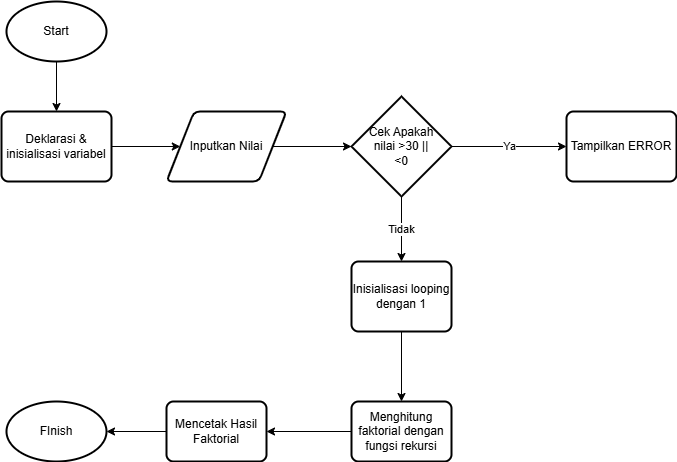 Start
Deklarasi &
inisialisasi variabel
Inputkan Nilai
Cek Apakah
nilai >30 ||
<0
Ya
Tampilkan ERROR
Tidak
Inisialisasi looping
dengan 1
Menghitung
faktorial dengan
fungsi rekursi
Mencetak Hasil
Faktorial
FInish